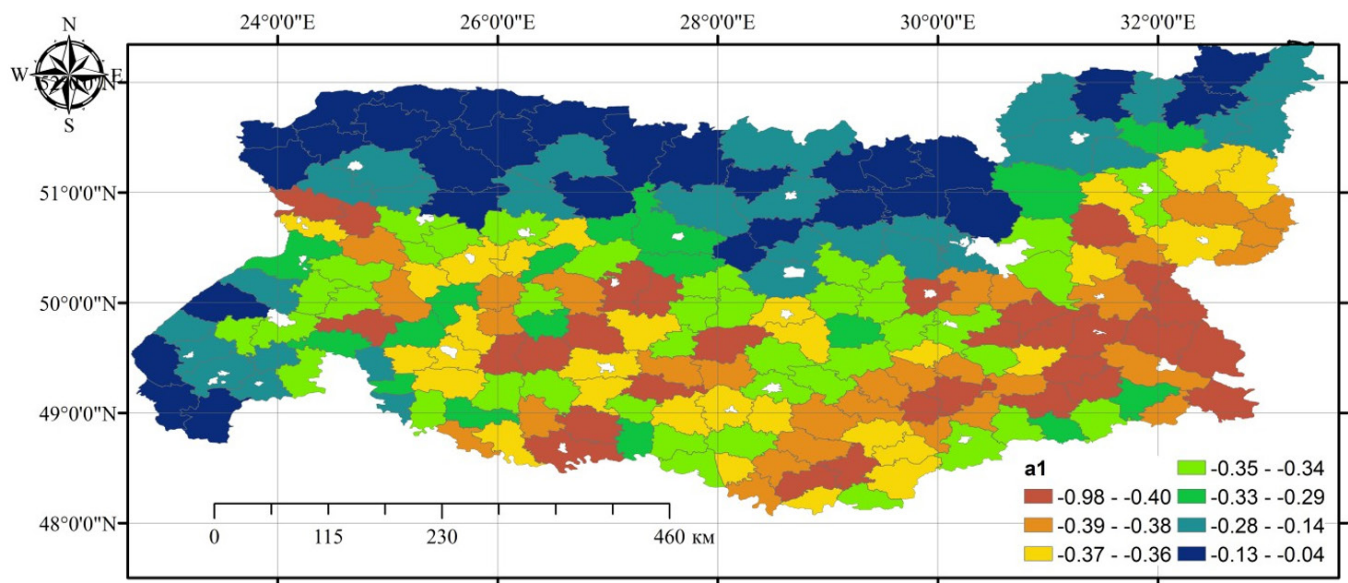 24°0'0"E 26°0'0"E 28°0'0"E 30°0'0"E 32°0'0"E
N
W E
S
52°0'0"N
51°0'0"N
50°0'0"N
49°0'0"N
48°0'0"N
a1
-0.98 - -0.40
-0.39 - -0.38
-0.37 - -0.36
-0.35 - -0.34
-0.33 - -0.29
-0.28 - -0.14
-0.13 - -0.04
0 115 230 460 км